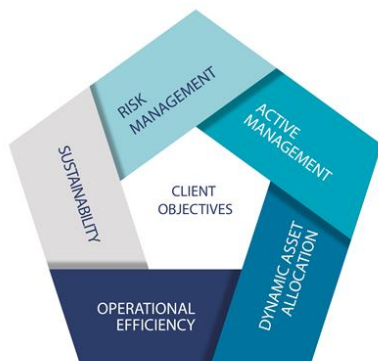 RISK
MANAGEMENT
ACTIVE
MANAGEMENT
SUSTAINABILITY
CLIENT
OBJECTIVES
DYNAMIC ASSET
ALLOCATION
OPERATIONAL
EFFICIENCY